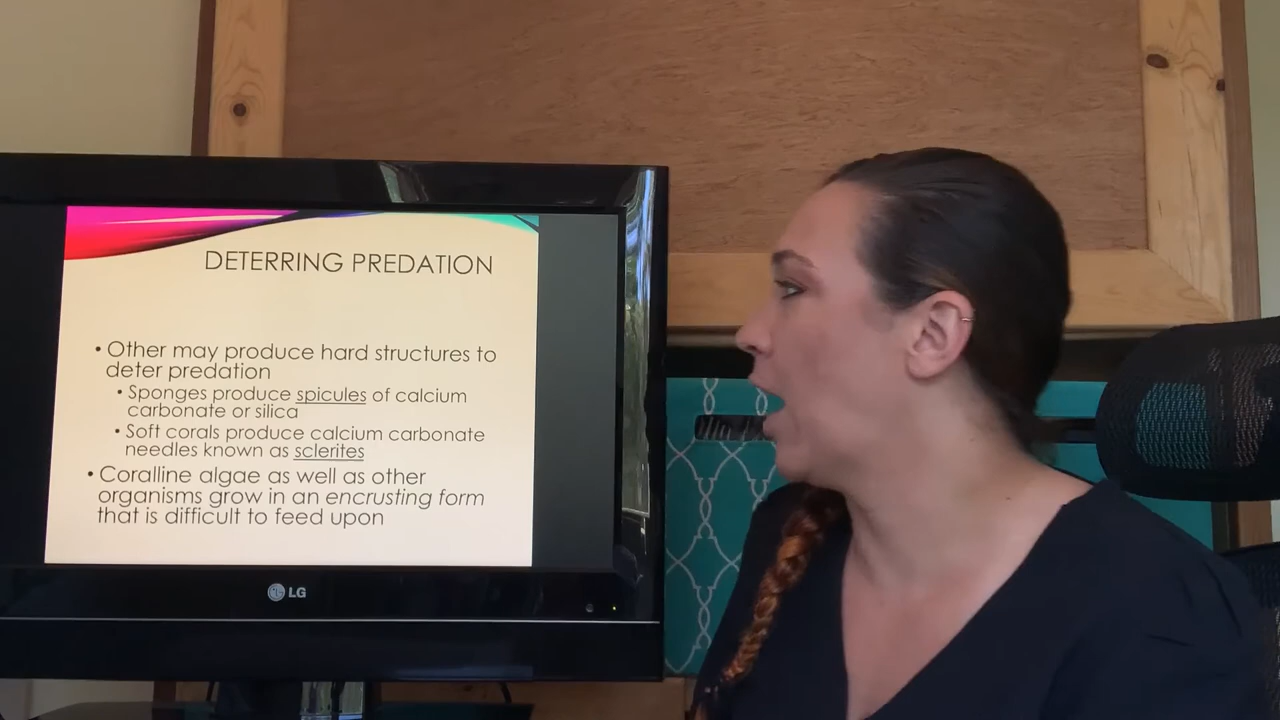 DETERRING PREDATION
• Other may produce hard structures to
deter predation
• Sponges produce spicules of calcium
carbonate or silica
• Soft corals produce calcium carbonate
needles known as sclerites
• Coralline algae as well as other
organisms grow in an encrusting form
that is difficult to feed upon
LG